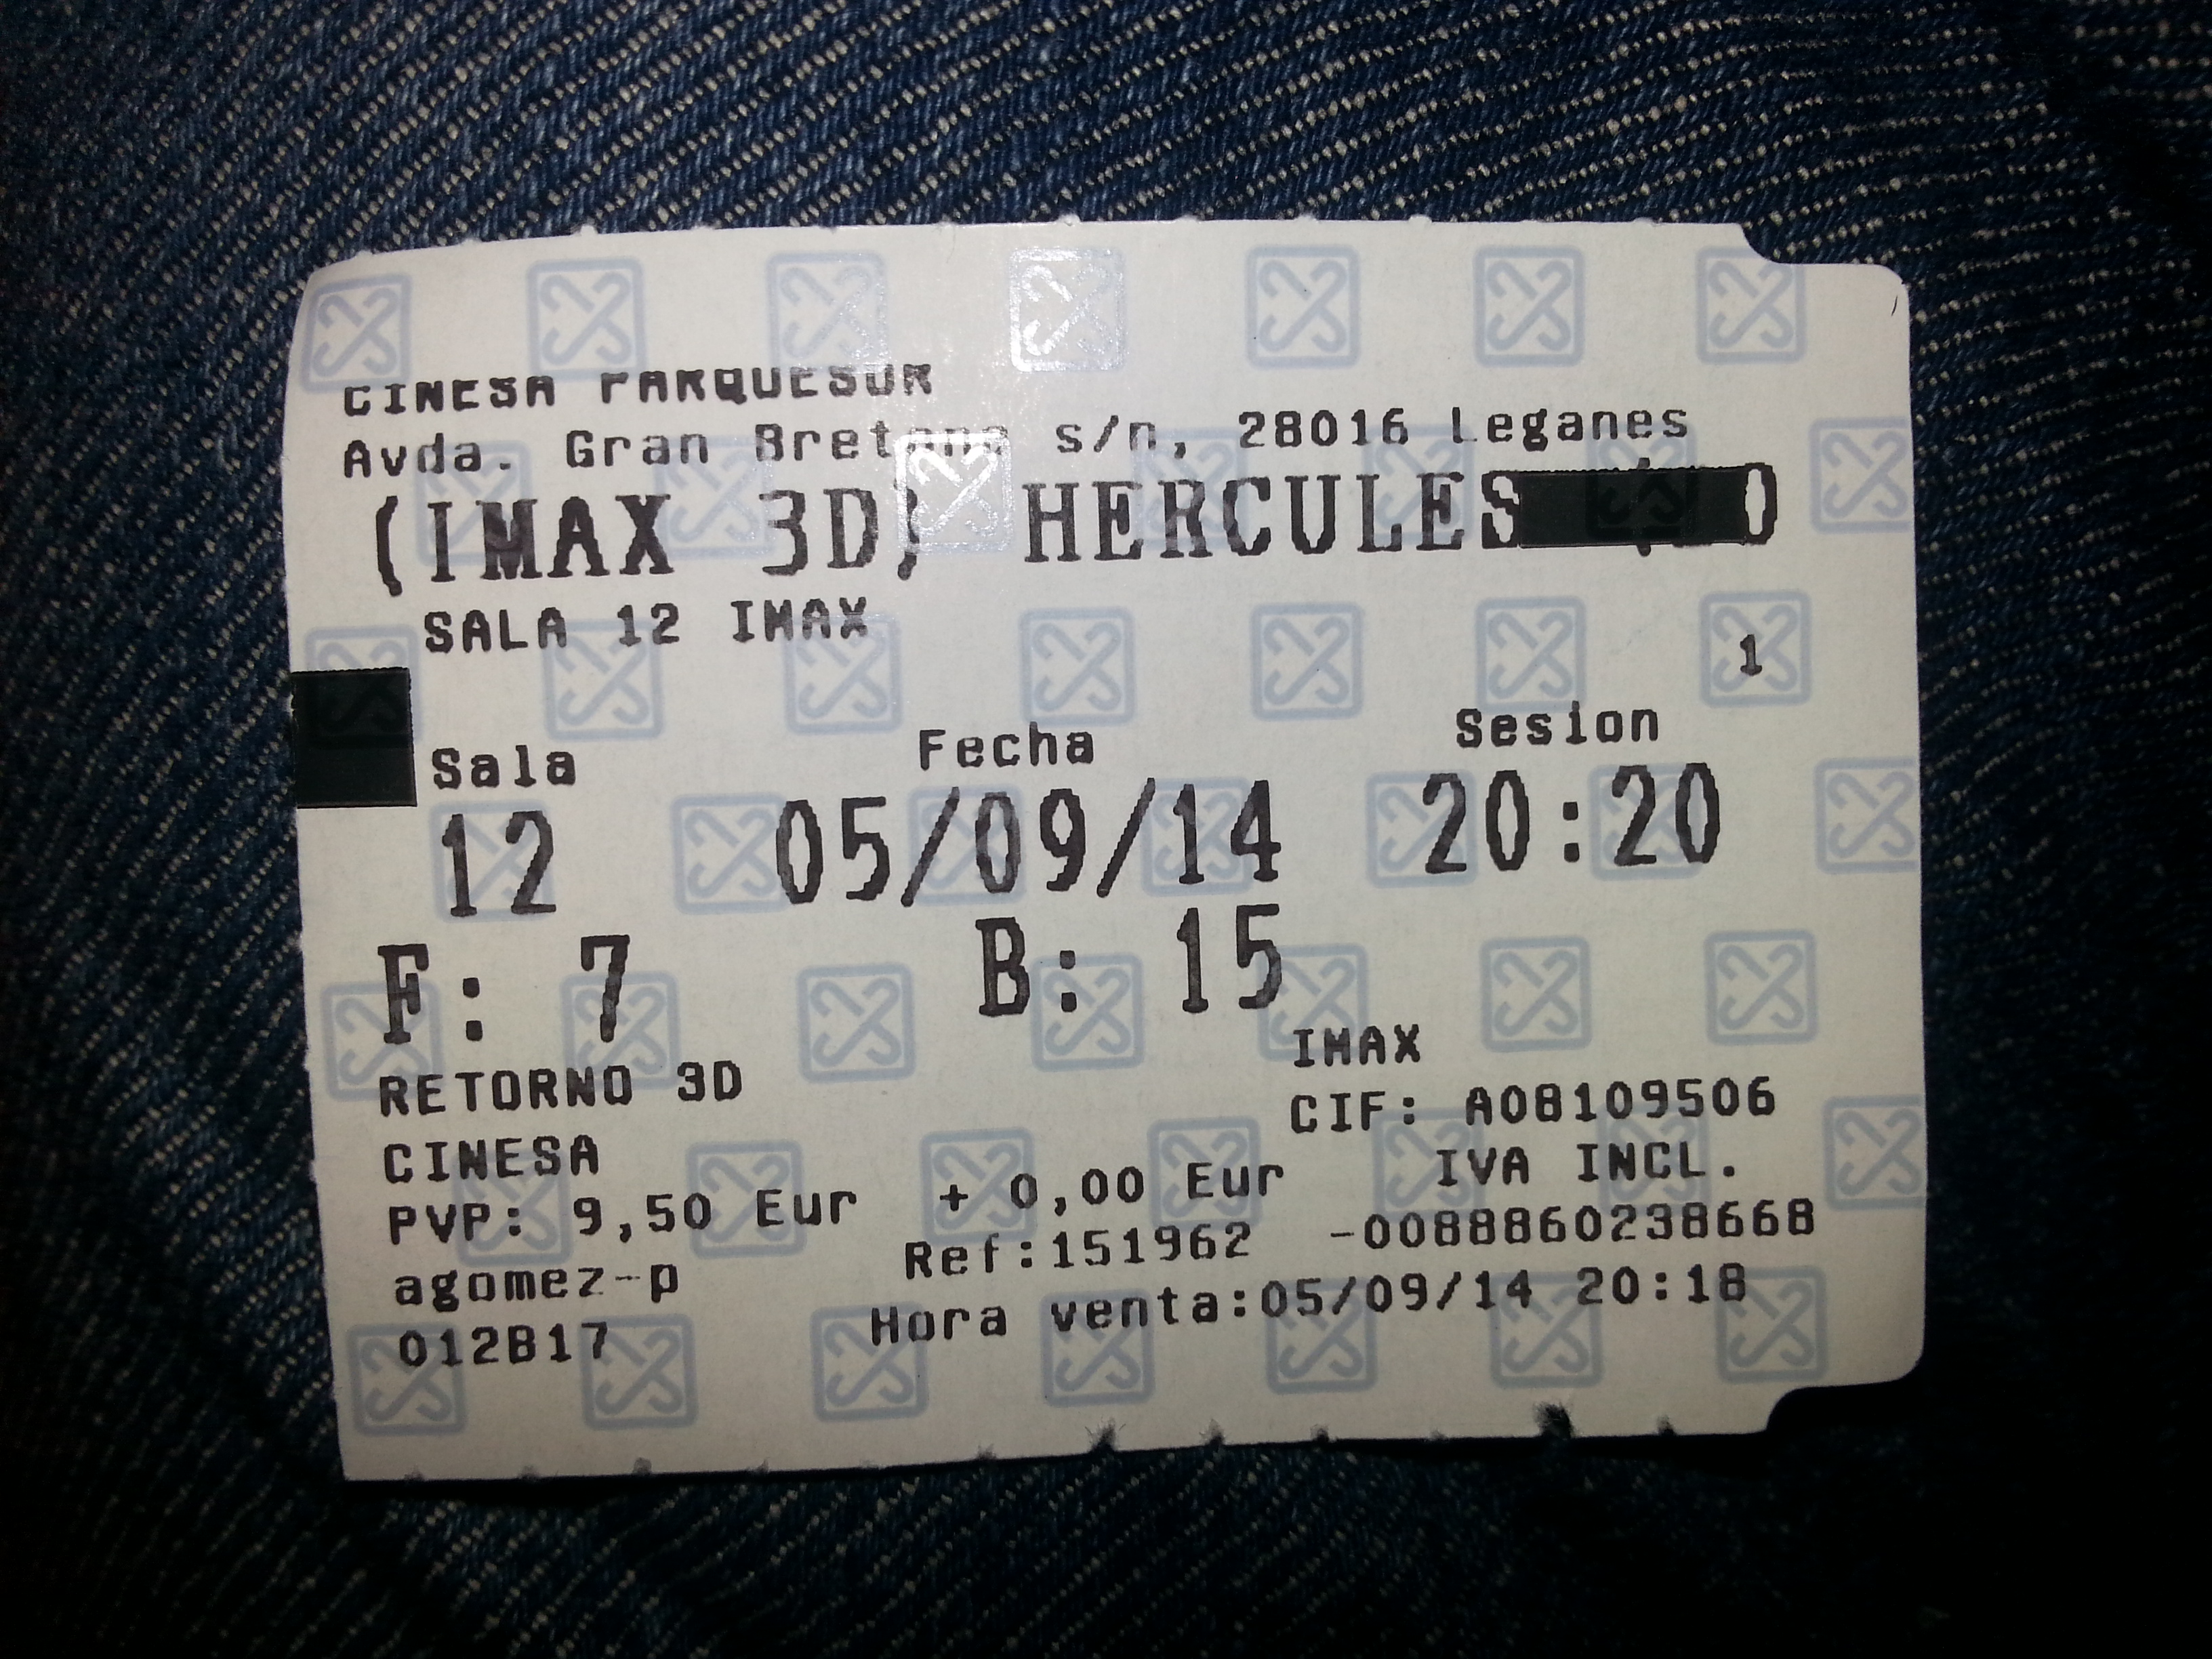 CINESA PARQUESUR
Avda. Gran Bretana s/n, 28016 Leganes
(IMAX 3D) HERCULES
SALA 12 IMAX
1
Sala Fecha Sesion
12 05/09/14 20:20
F: 7 B: 15
RETORNO 3D IMAX
CINESA CIF: A08109506
PVP: 9,50 Eur + 0,00 Eur IVA INCL.
agomez-p Ref:151962 -0088860238668
012B17 Hora venta:05/09/14 20:18